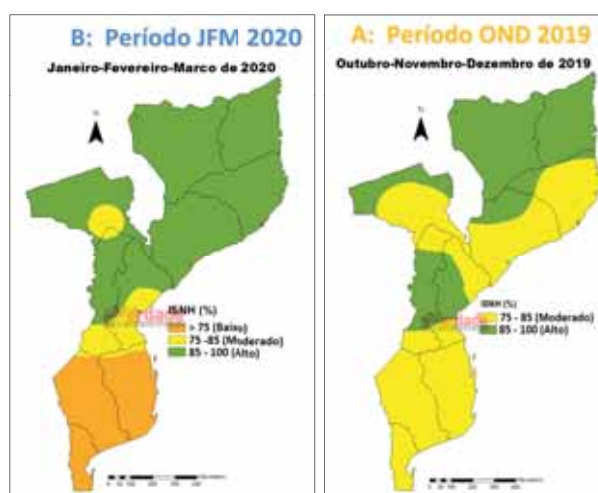 B: Período JFM 2020
Janeiro-Fevereiro-Marco de 2020
ISNH (%)
> 75 (Baixo)
75 -85 (Moderado)
85 - 100 (Alto)
A: Período OND 2019
Outubro-Novembro-Dezembro de 2019
ISNH (%)
75 - 85 (Moderado)
85 - 100 (Alto)